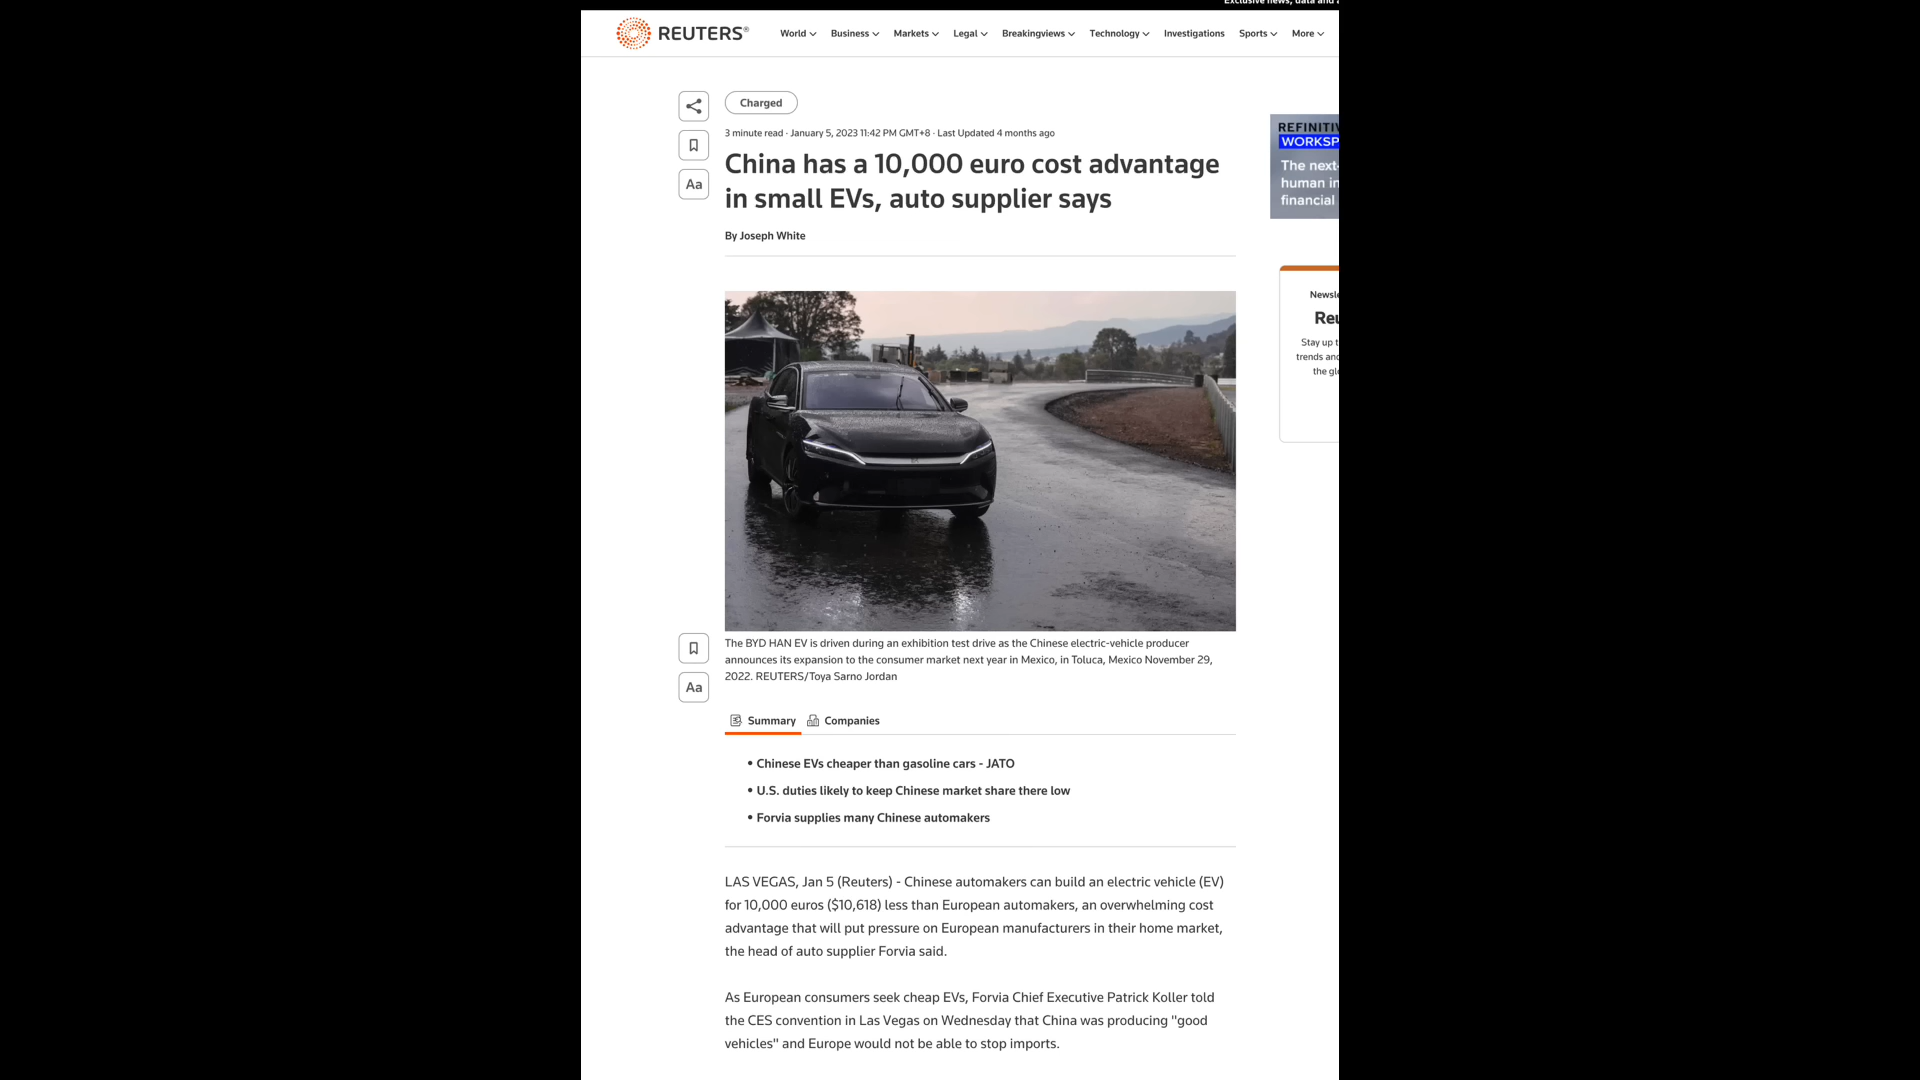 Exclusive news, data and a
REUTERS®
World Business Markets Legal Breakingviews Technology Investigations Sports More
Charged
3 minute read · January 5, 2023 11:42 PM GMT+8 · Last Updated 4 months ago
Aa
China has a 10,000 euro cost advantage
in small EVs, auto supplier says
By Joseph White
REFINITIV
WORKSP
The next-
human in
financial
Newsle
Reu
Stay up t
trends and
the glo
The BYD HAN EV is driven during an exhibition test drive as the Chinese electric-vehicle producer
announces its expansion to the consumer market next year in Mexico, in Toluca, Mexico November 29,
2022. REUTERS/Toya Sarno Jordan
Aa
Summary Companies
• Chinese EVs cheaper than gasoline cars - JATO
• U.S. duties likely to keep Chinese market share there low
• Forvia supplies many Chinese automakers
LAS VEGAS, Jan 5 (Reuters) - Chinese automakers can build an electric vehicle (EV)
for 10,000 euros ($10,618) less than European automakers, an overwhelming cost
advantage that will put pressure on European manufacturers in their home market,
the head of auto supplier Forvia said.
As European consumers seek cheap EVs, Forvia Chief Executive Patrick Koller told
the CES convention in Las Vegas on Wednesday that China was producing "good
vehicles" and Europe would not be able to stop imports.